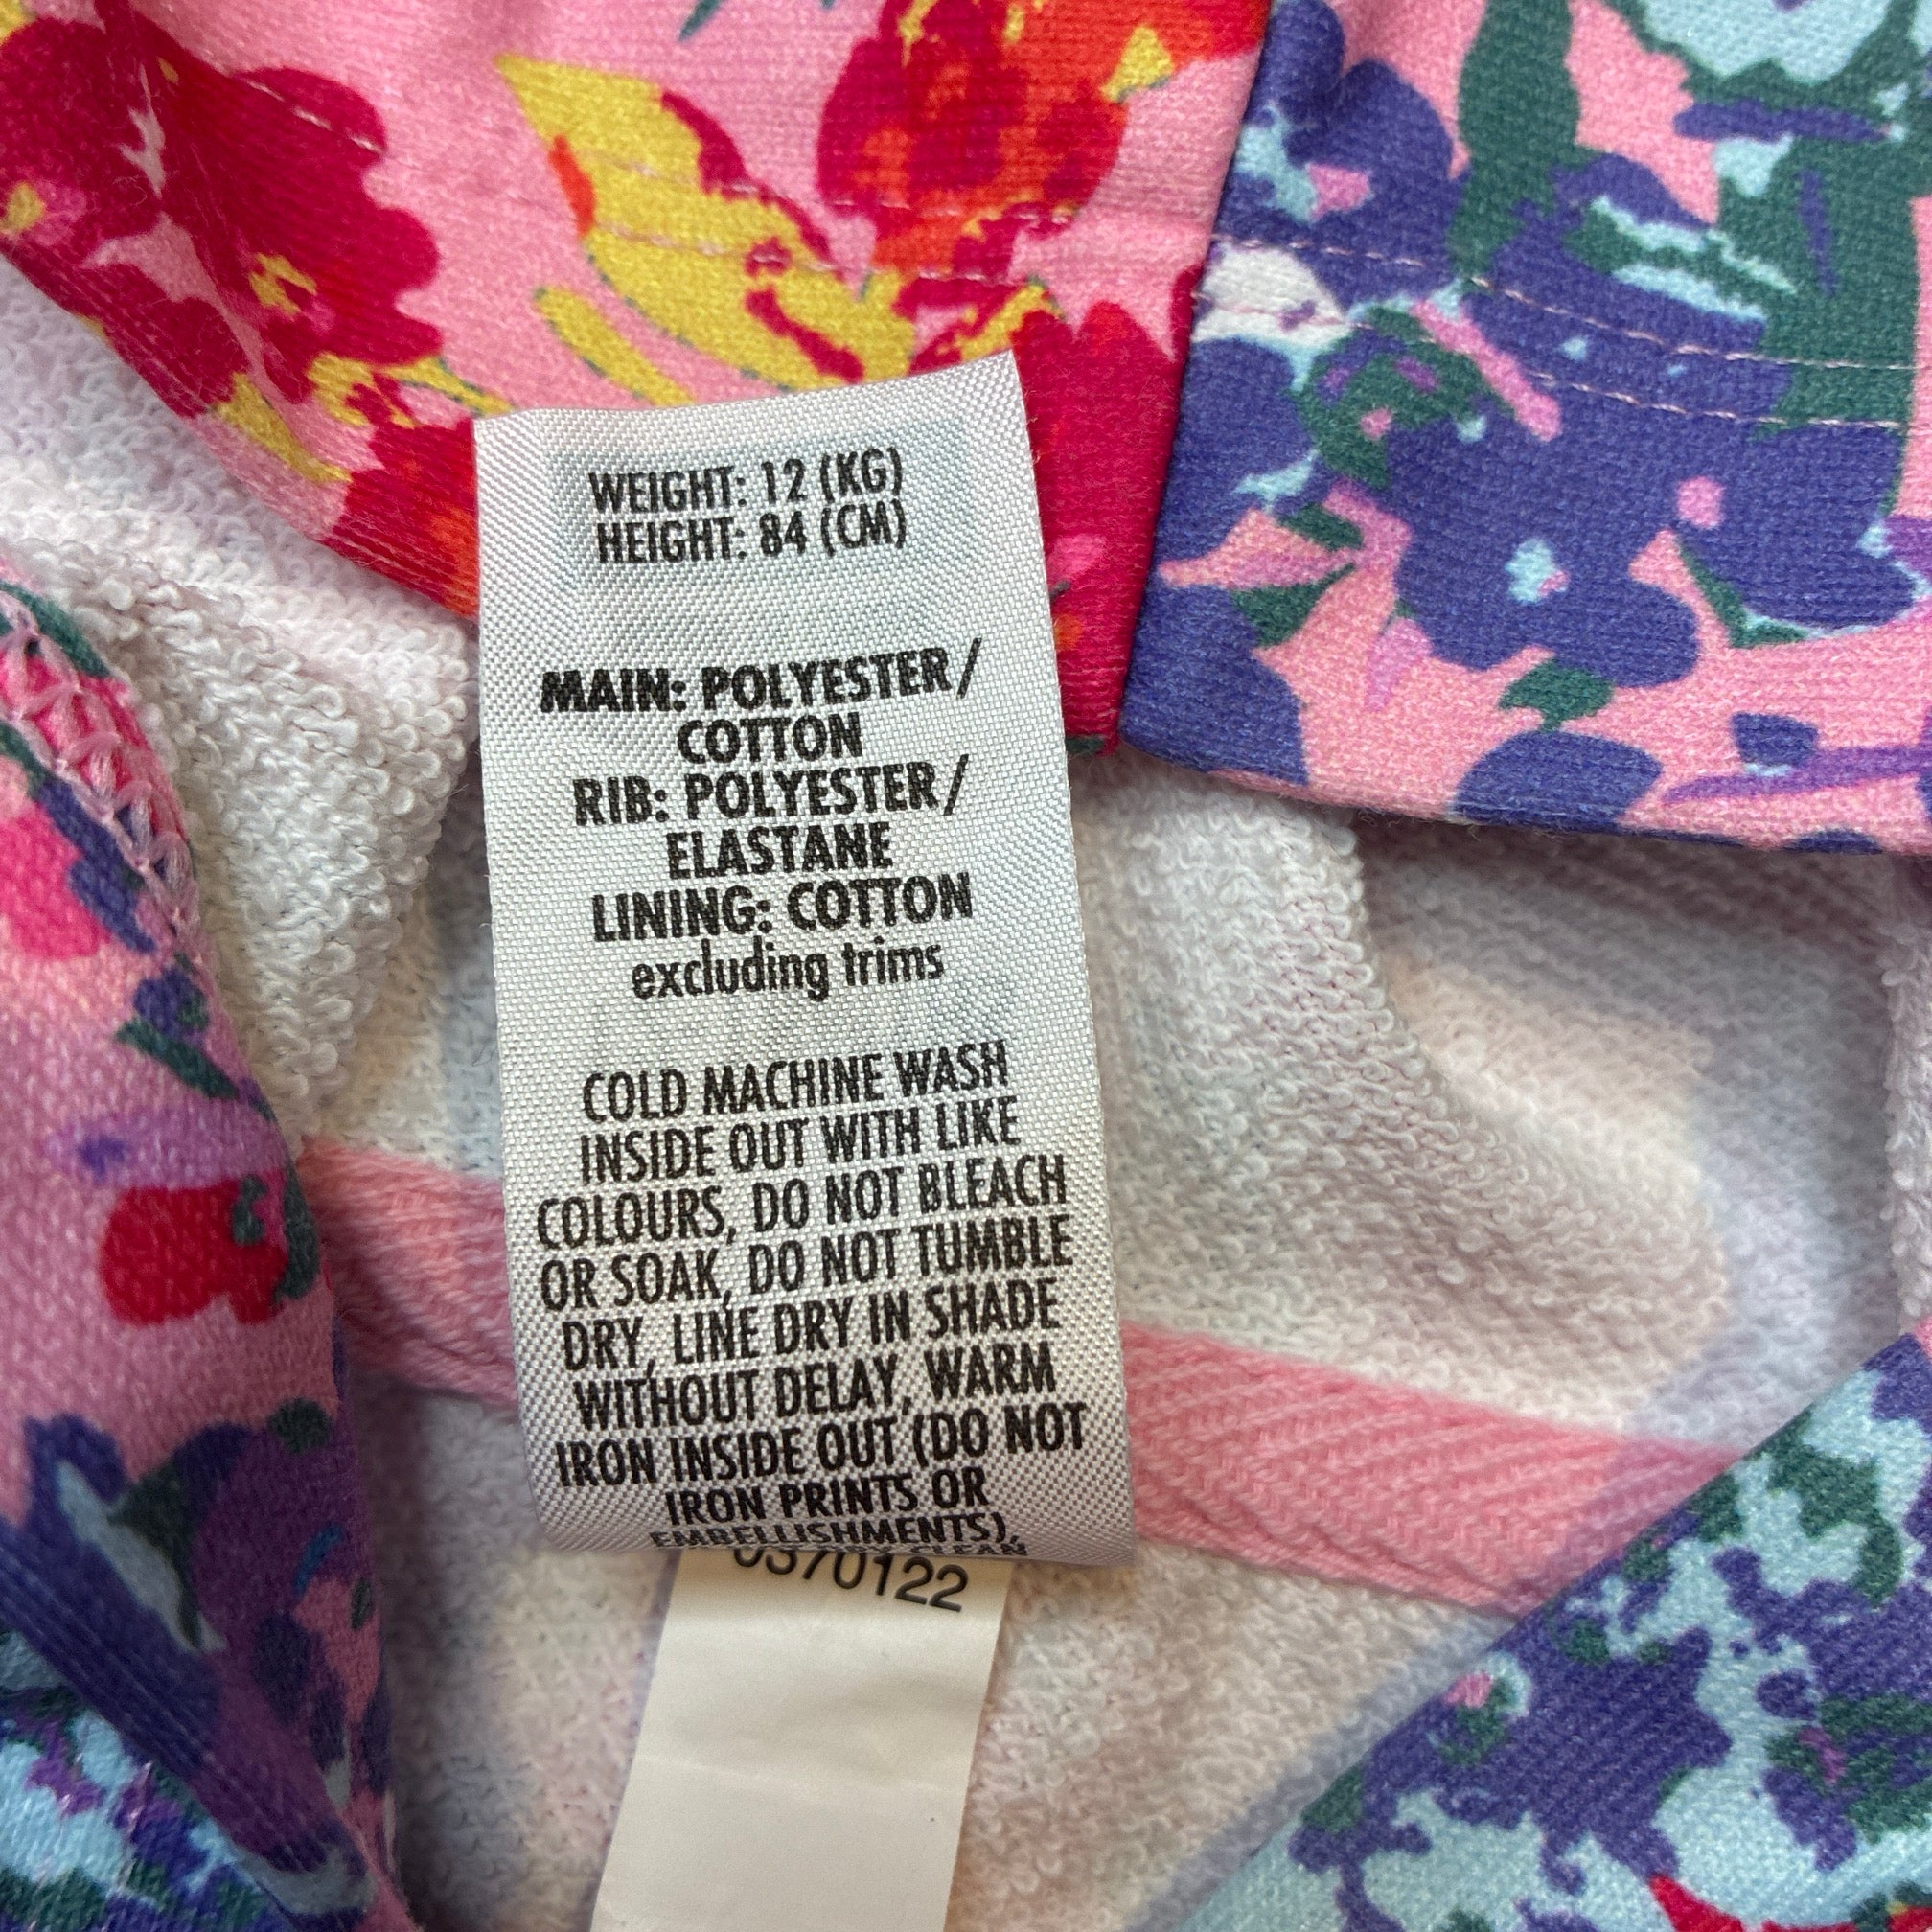 WEIGHT: 12 (KG)
HEIGHT: 84 (CM)
MAIN: POLYESTER/
COTTON
RIB: POLYESTER/
ELASTANE
LINING: COTTON
excluding trims
COLD MACHINE WASH
INSIDE OUT WITH LIKE
COLOURS, DO NOT BLEACH
OR SOAK, DO NOT TUMBLE
DRY, LINE DRY IN SHADE
WITHOUT DELAY, WARM
IRON INSIDE OUT (DO NOT
IRON PRINTS OR
EMBELLISHMENTS),
CLEAN
0370122